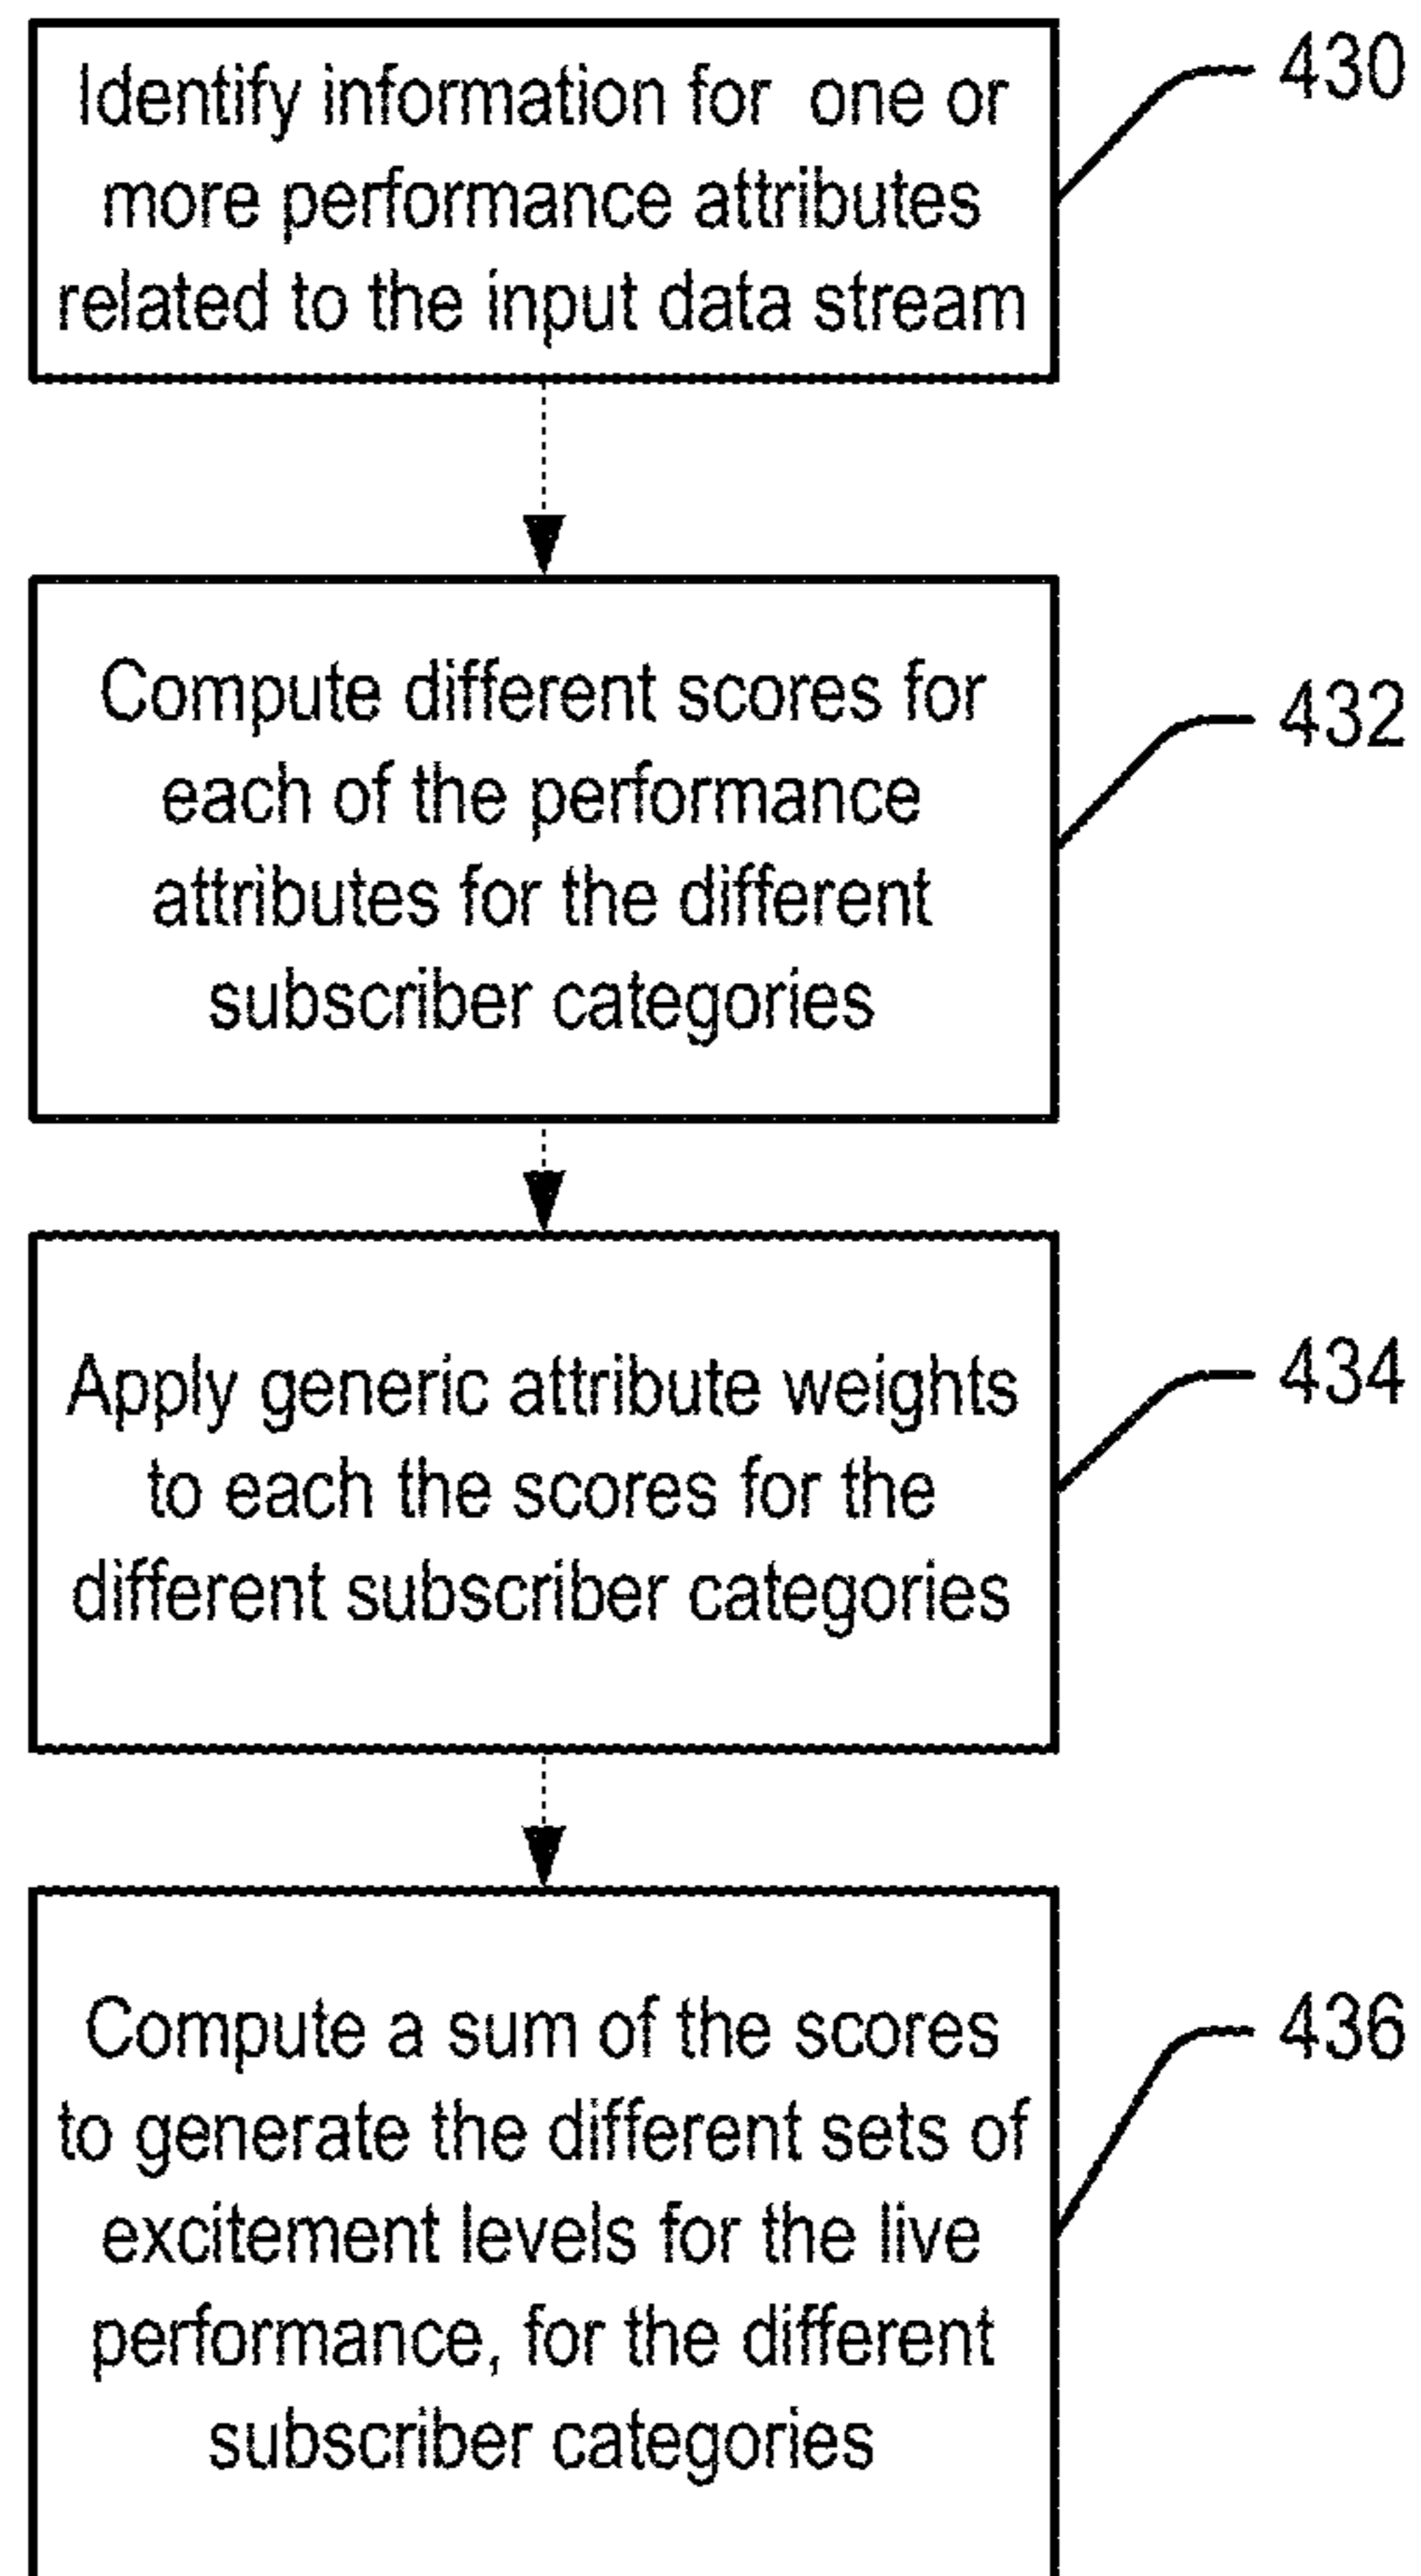 Identify information for one or
more performance attributes
related to the input data stream
430
Compute different scores for
each of the performance
attributes for the different
subscriber categories
432
Apply generic attribute weights
to each the scores for the
different subscriber categories
434
Compute a sum of the scores
to generate the different sets of
excitement levels for the live
performance, for the different
subscriber categories
436